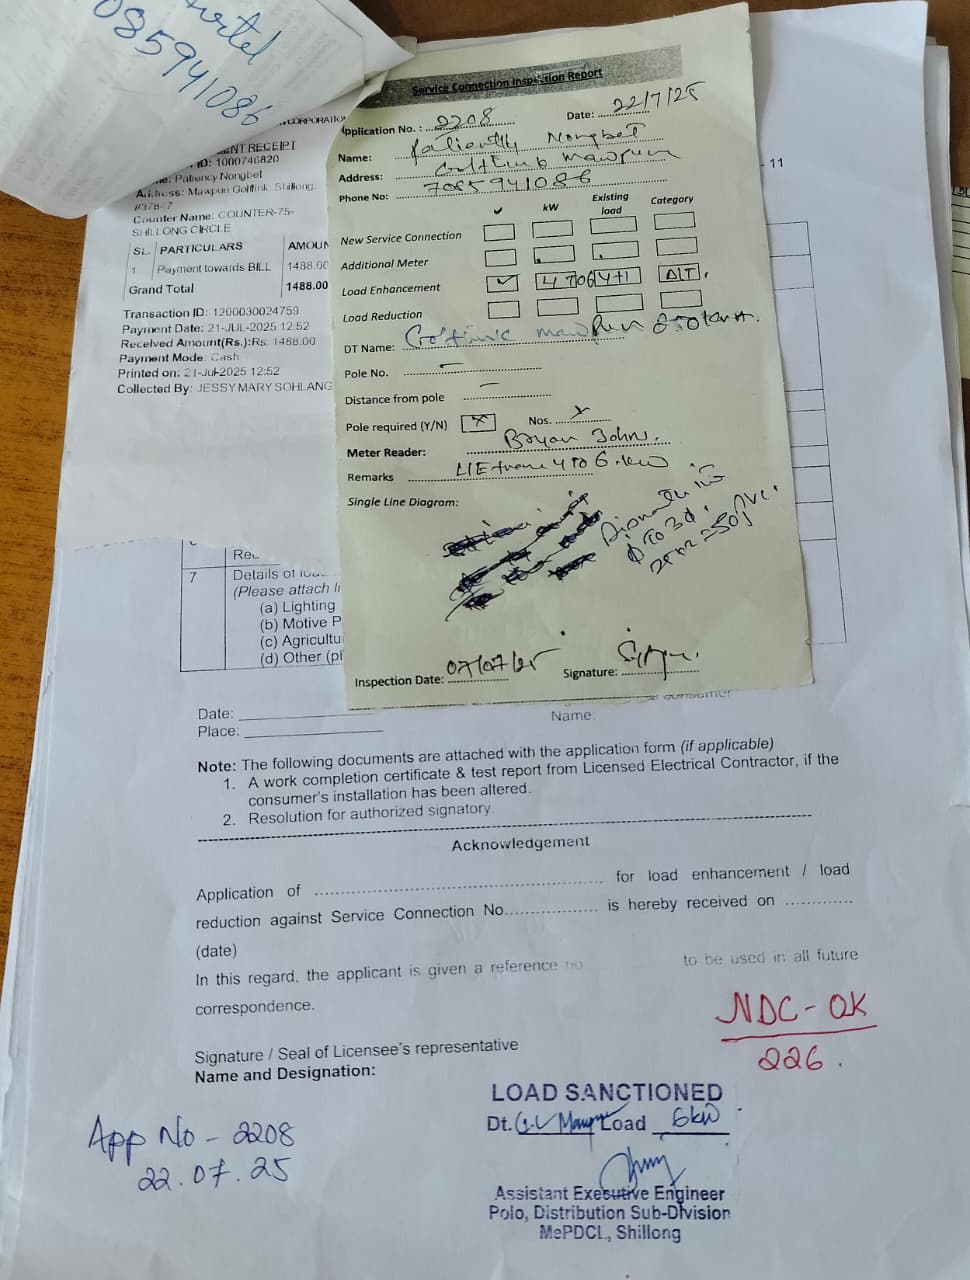 085941086
CORPORATION
ENT RECEIPT
ID: 1000746820
Patiency Nongbet
Address: Mawpun Golflink, Shillong,
Counter Name: COUNTER-75-
SHILLONG CIRCLE
SL. PARTICULARS AMOUN
1 Payment towards BILL 1488.00
Grand Total 1488.00
Transaction ID: 1200030024759
Payment Date: 21-JUL-2025 12:52
Received Amount(Rs.):Rs. 1488.00
Payment Mode: Cash
Printed on: 21-Jul-2025 12:52
Collected By: JESSY MARY SOHLANG
Service Connection Inspection Report
Application No. : 2208 Date: 22/7/25
Name: Nongbet
Address: Mawpun
Phone No: 7085941086
✓ kW Existing load Category
New Service Connection
Additional Meter
Load Enhancement ✓ 4 TO 6
Load Reduction
DT Name: 250
Pole No.
Distance from pole
Pole required (Y/N) X Nos.
Meter Reader: Bryan Johns.
Remarks L/E from 4 TO 6.kW
Single Line Diagram:
Inspection Date: 07/07/25 Signature:
- 11
7 Details of
(Please attach
(a) Lighting
(b) Motive P
(c) Agricultu
(d) Other (pl
Date:
Place:
Name:
Note: The following documents are attached with the application form (if applicable)
1. A work completion certificate & test report from Licensed Electrical Contractor, if the
consumer's installation has been altered.
2. Resolution for authorized signatory.
Acknowledgement
Application of for load enhancement / load
reduction against Service Connection No. is hereby received on
(date)
In this regard, the applicant is given a reference no to be used in all future
correspondence.
Signature / Seal of Licensee's representative
Name and Designation:
NDC - OK
226.
LOAD SANCTIONED
Dt. Load 6kW
Assistant Executive Engineer
Polo, Distribution Sub-Division
MePDCL, Shillong
App No - 2208
22.07.25